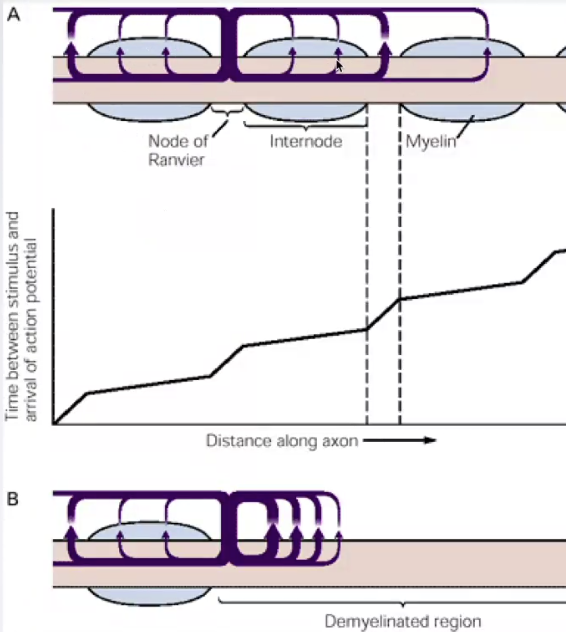 A
Node of
Ranvier
Internode
Myelin
Time between stimulus and
arrival of action potential
Distance along axon
B
Demyelinated region